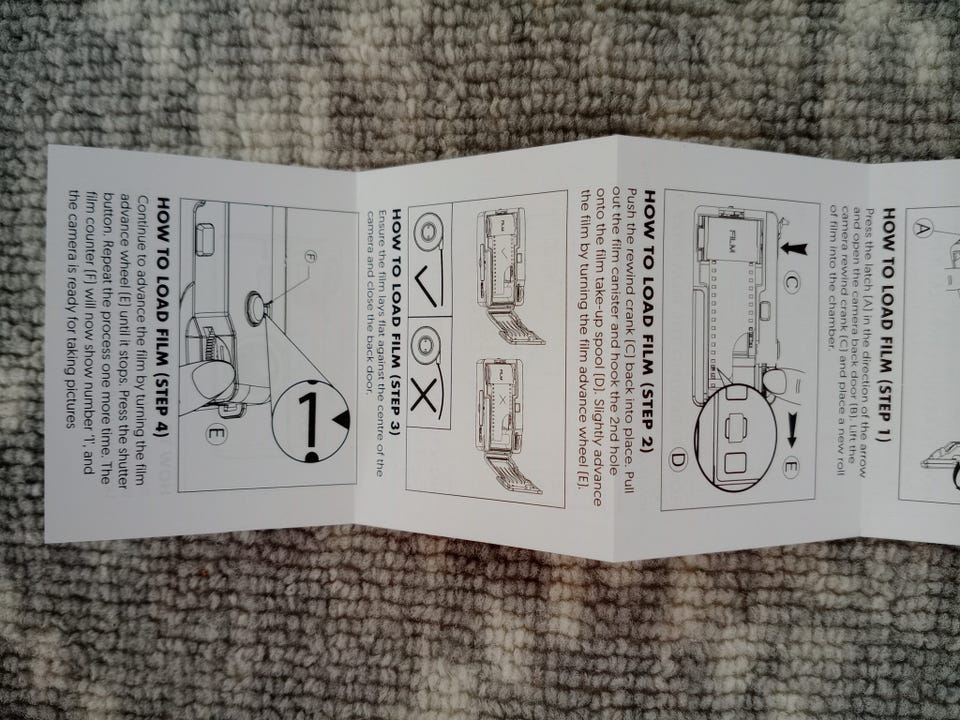 A
HOW TO LOAD FILM (STEP 1)
Press the latch (A) in the direction of the arrow
and open the camera back door (B). Lift the
camera rewind crank (C) and place a new roll
of film into the chamber.
C
FILM
E
D
HOW TO LOAD FILM (STEP 2)
Push the rewind crank (C) back into place. Pull
out the film canister and hook the 2nd hole
onto the film take-up spool (D). Slightly advance
the film by turning the film advance wheel (E).
FILM
FILM
HOW TO LOAD FILM (STEP 3)
Ensure the film lays flat against the centre of the
camera and close the back door.
F
1
E
HOW TO LOAD FILM (STEP 4)
Continue to advance the film by turning the film
advance wheel (E) until it stops. Press the shutter
button. Repeat the process one more time. The
film counter (F) will now show number '1', and
the camera is ready for taking pictures